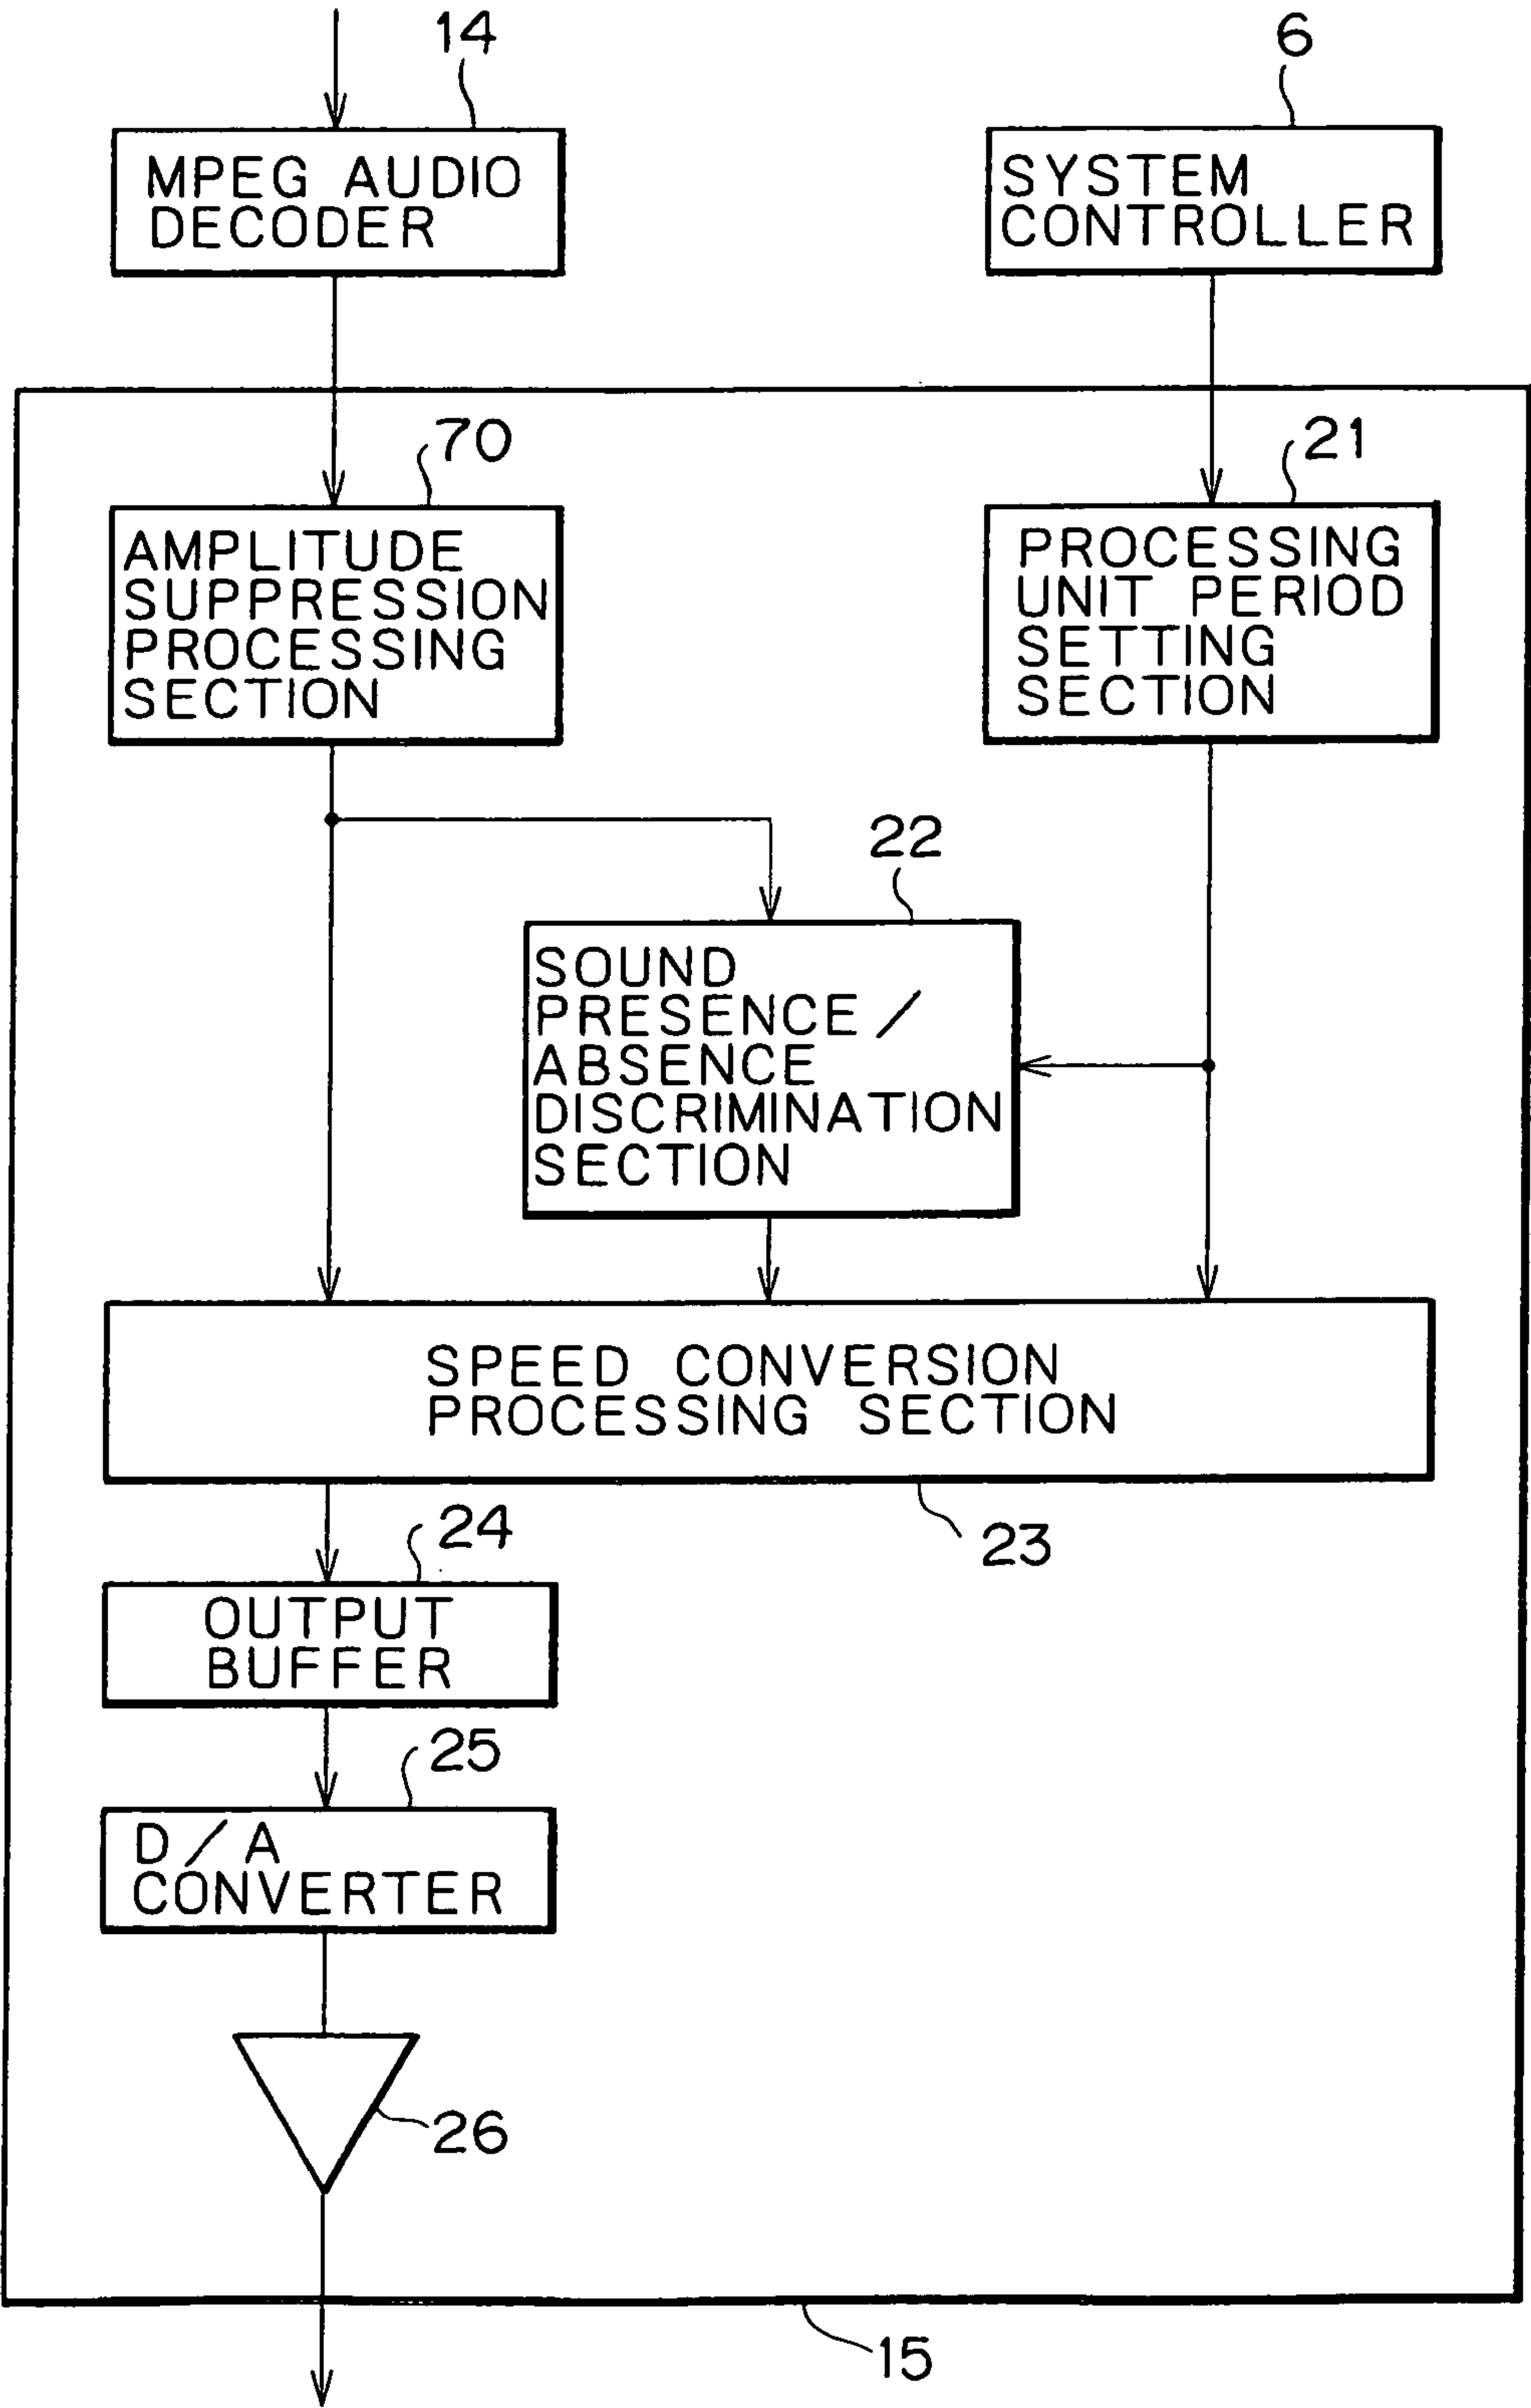 14
6
MPEG AUDIO
DECODER
SYSTEM
CONTROLLER
70
21
AMPLITUDE
SUPPRESSION
PROCESSING
SECTION
PROCESSING
UNIT PERIOD
SETTING
SECTION
22
SOUND
PRESENCE/
ABSENCE
DISCRIMINATION
SECTION
SPEED CONVERSION
PROCESSING SECTION
24
23
OUTPUT
BUFFER
25
D/A
CONVERTER
26
15